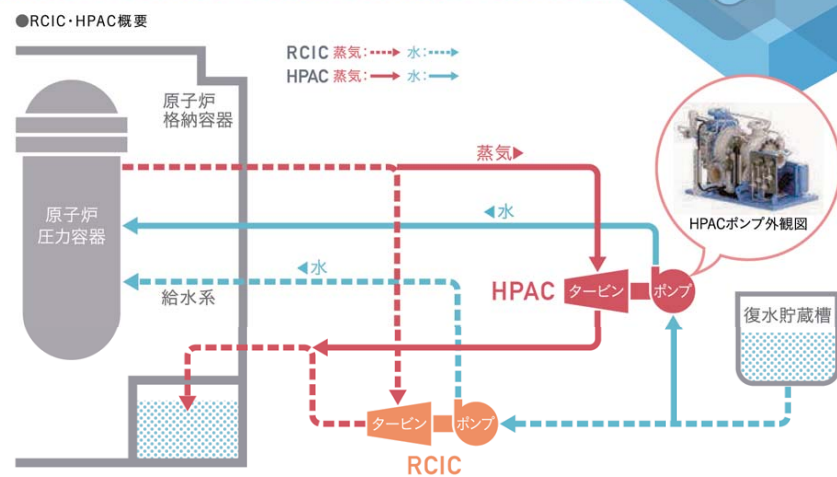 ●RCIC・HPAC概要
RCIC 蒸気: 水:
HPAC 蒸気: 水:
原子炉
格納容器
蒸気▶
原子炉
圧力容器
◀水
HPACポンプ外観図
◀水
給水系
HPAC
タービン
ポンプ
復水貯蔵槽
タービン
ポンプ
RCIC